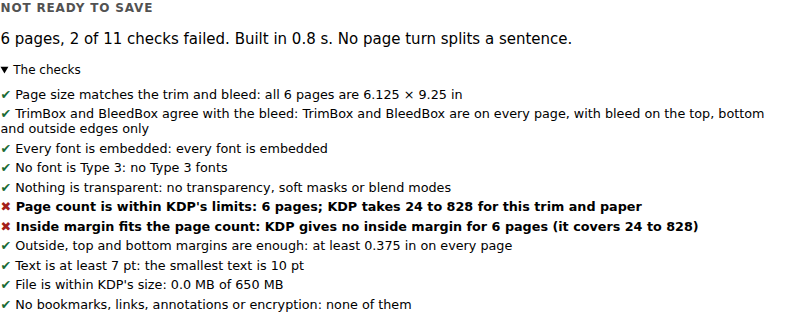 NOT READY TO SAVE
6 pages, 2 of 11 checks failed. Built in 0.8 s. No page turn splits a sentence.
▼ The checks
✔ Page size matches the trim and bleed: all 6 pages are 6.125 × 9.25 in
✔ TrimBox and BleedBox agree with the bleed: TrimBox and BleedBox are on every page, with bleed on the top, bottom
and outside edges only
✔ Every font is embedded: every font is embedded
✔ No font is Type 3: no Type 3 fonts
✔ Nothing is transparent: no transparency, soft masks or blend modes
✖ Page count is within KDP's limits: 6 pages; KDP takes 24 to 828 for this trim and paper
✖ Inside margin fits the page count: KDP gives no inside margin for 6 pages (it covers 24 to 828)
✔ Outside, top and bottom margins are enough: at least 0.375 in on every page
✔ Text is at least 7 pt: the smallest text is 10 pt
✔ File is within KDP's size: 0.0 MB of 650 MB
✔ No bookmarks, links, annotations or encryption: none of them